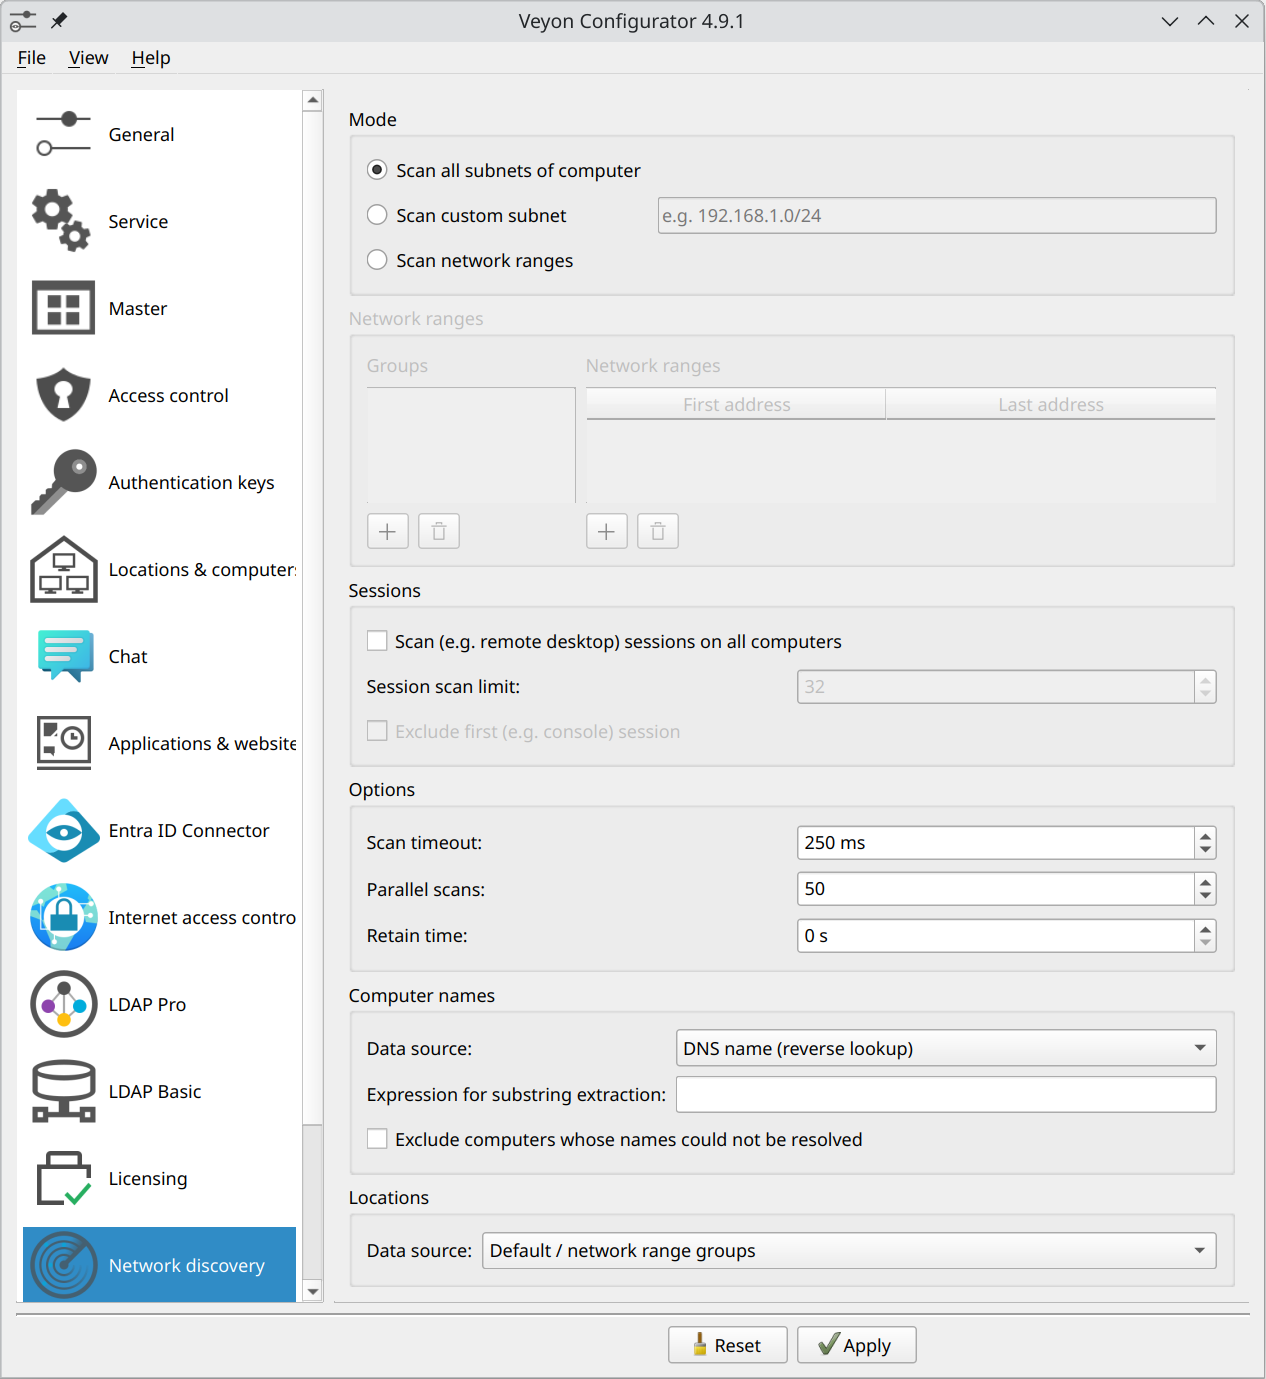 Veyon Configurator 4.9.1
File View Help
General
Service
Master
Access control
Authentication keys
Locations & computer
Chat
Applications & website
Entra ID Connector
Internet access contro
LDAP Pro
LDAP Basic
Licensing
Network discovery
Mode
Scan all subnets of computer
Scan custom subnet e.g. 192.168.1.0/24
Scan network ranges
Network ranges
Groups Network ranges
First address Last address
Sessions
Scan (e.g. remote desktop) sessions on all computers
Session scan limit: 32
Exclude first (e.g. console) session
Options
Scan timeout: 250 ms
Parallel scans: 50
Retain time: 0 s
Computer names
Data source: DNS name (reverse lookup)
Expression for substring extraction:
Exclude computers whose names could not be resolved
Locations
Data source: Default / network range groups
Reset Apply